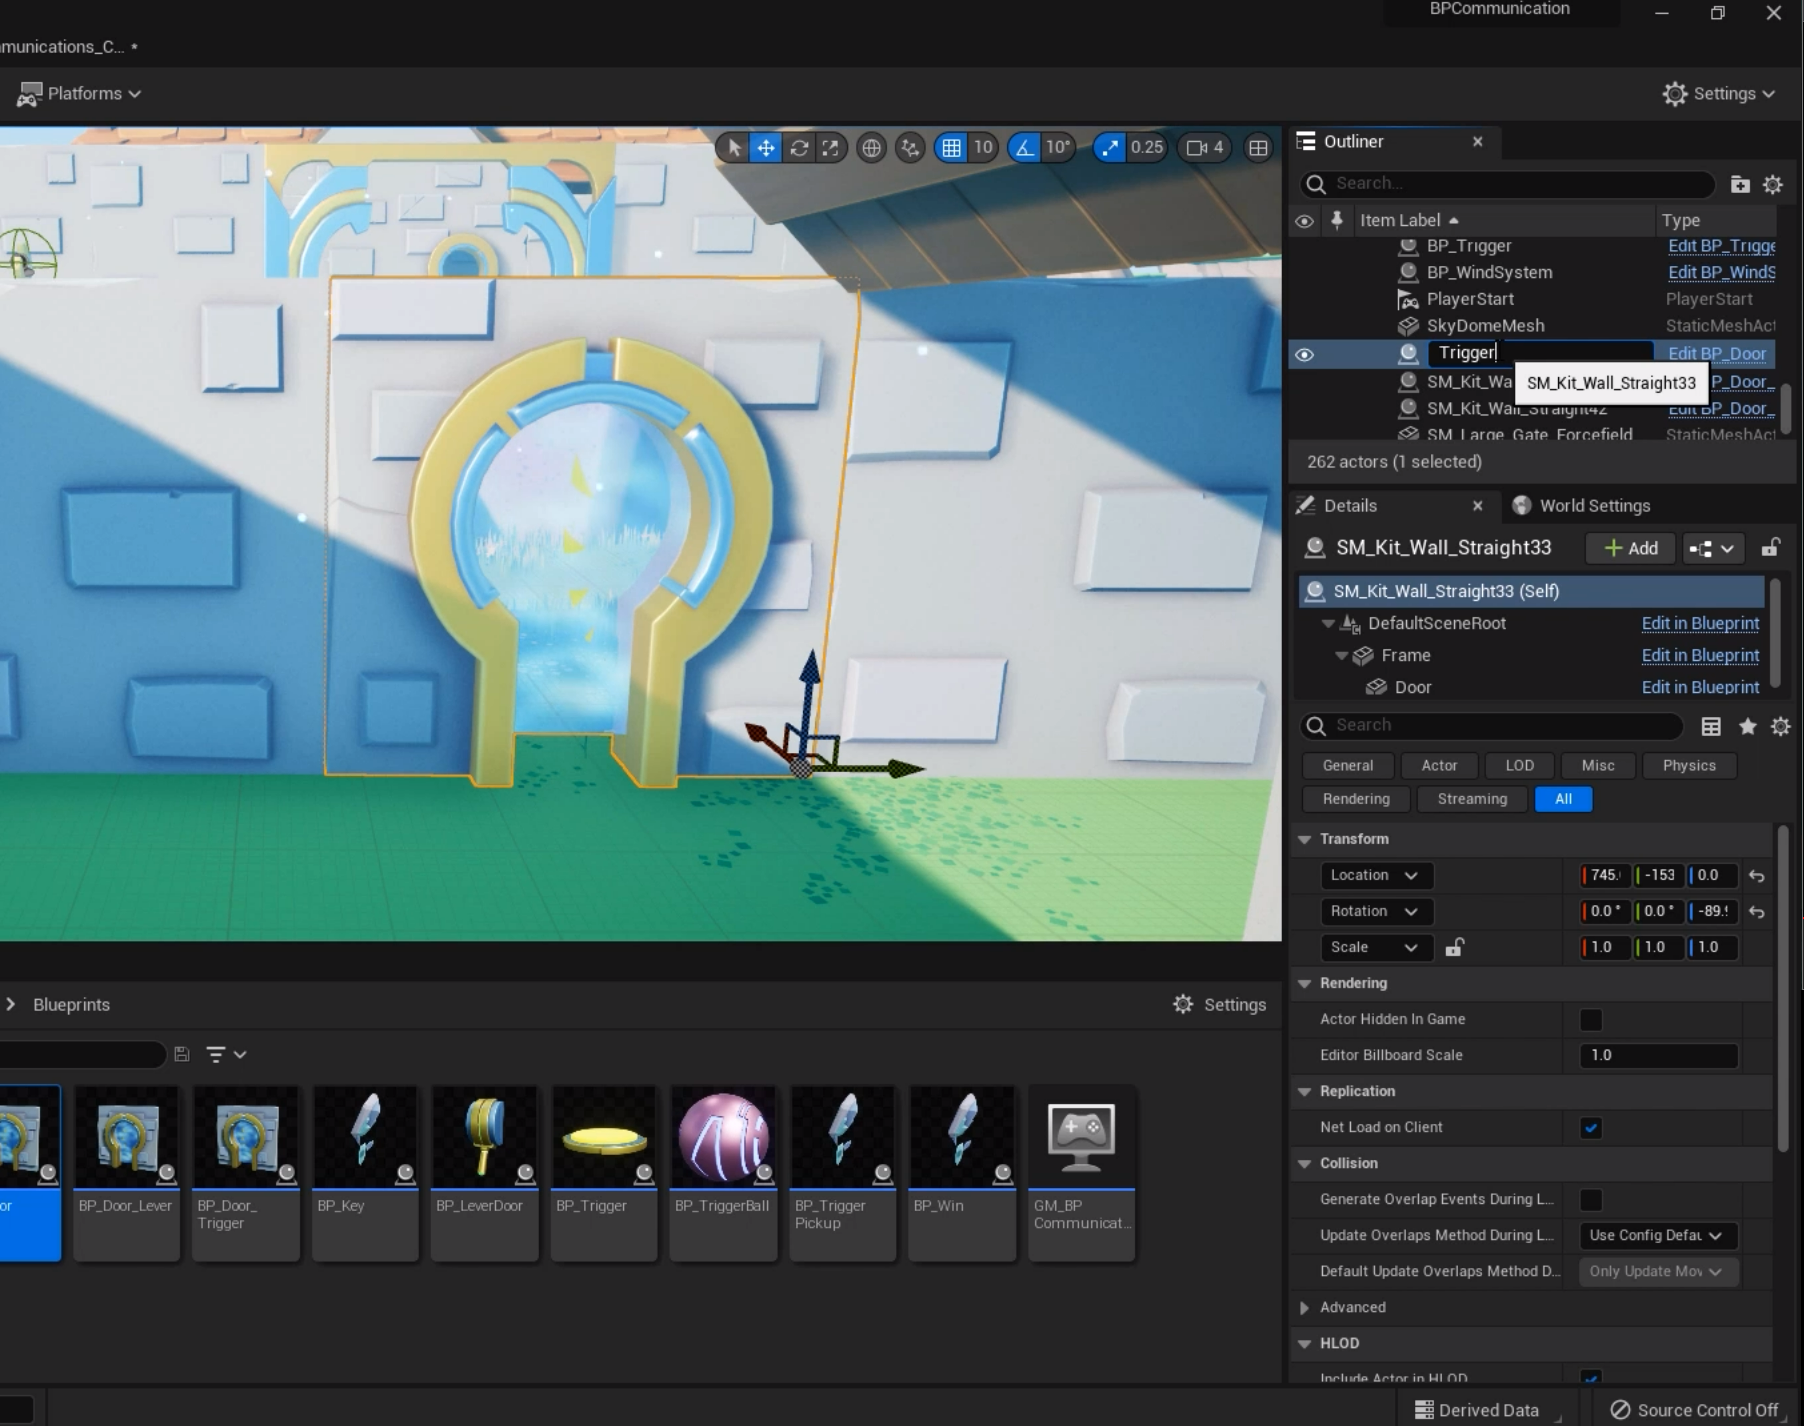 BPCommunication
mmunications_C... *
Platforms
Settings
10
10°
0.25
4
Outliner
Search...
Item Label
Type
BP_Trigger
Edit BP_Trigge
BP_WindSystem
Edit BP_WindS
PlayerStart
PlayerStart
SkyDomeMesh
StaticMeshAct
Trigger
Edit BP_Door
SM_Kit_Wa
SM_Kit_Wall_Straight33
P_Door_
SM_Kit_Wall_Straight42
Edit BP_Door_
SM_Large_Gate_Forcefield
StaticMeshAct
262 actors (1 selected)
Details
World Settings
SM_Kit_Wall_Straight33
Add
SM_Kit_Wall_Straight33 (Self)
DefaultSceneRoot
Edit in Blueprint
Frame
Edit in Blueprint
Door
Edit in Blueprint
Search
General
Actor
LOD
Misc
Physics
Rendering
Streaming
All
Transform
Location
745.
-153
0.0
Rotation
0.0 °
0.0 °
-89.9
Scale
1.0
1.0
1.0
Rendering
Actor Hidden In Game
Editor Billboard Scale
1.0
Replication
Net Load on Client
Collision
Generate Overlap Events During L...
Update Overlaps Method During L...
Use Config Defau
Default Update Overlaps Method D...
Only Update Mov
Advanced
HLOD
Include Actor in HLOD
Blueprints
Settings
or
BP_Door_Lever
BP_Door_
Trigger
BP_Key
BP_LeverDoor
BP_Trigger
BP_TriggerBall
BP_Trigger
Pickup
BP_Win
GM_BP
Communicat...
Derived Data
Source Control Off